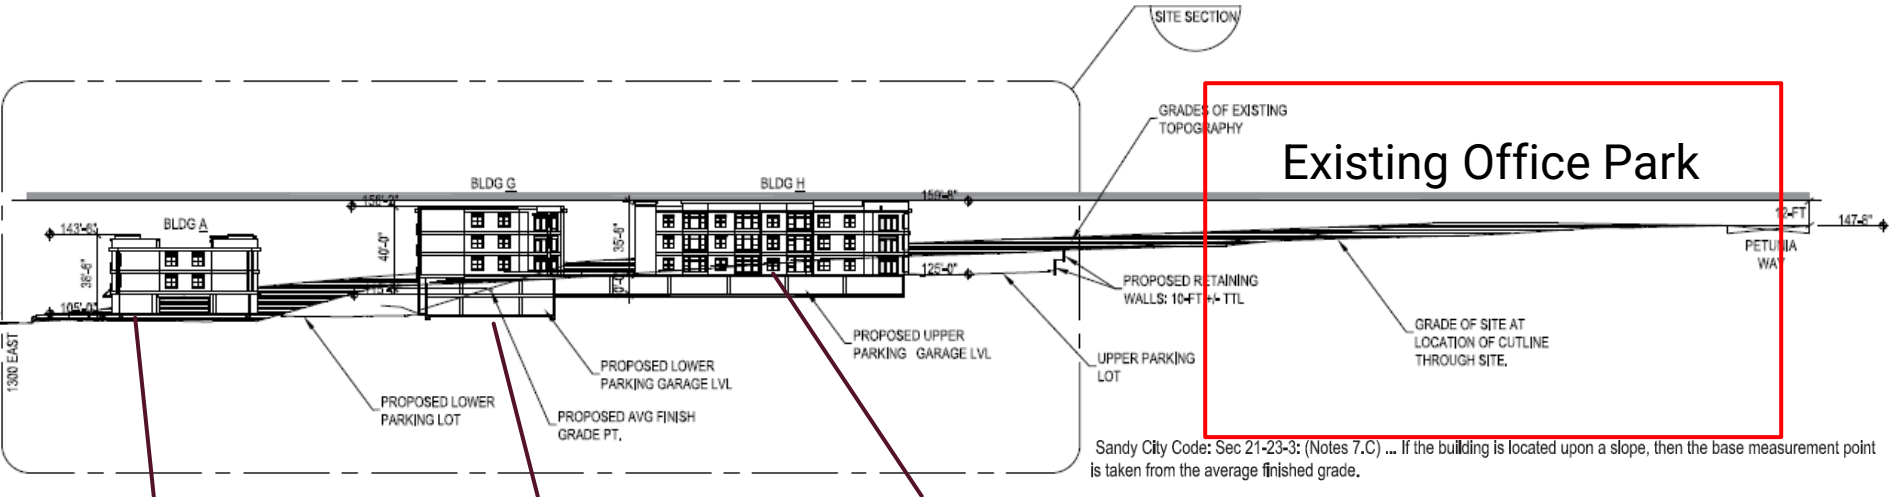 SITE SECTION
GRADES OF EXISTING
TOPOGRAPHY
Existing Office Park
BLDG G
BLDG H
159'-8"
12-FT
147'-8"
BLDG A
143'-6"
40'-0"
35'-6"
38'-6"
PETUNIA
WAY
125'-0"
PROPOSED RETAINING
WALLS: 10-FT +/- TTL
105'-0"
GRADE OF SITE AT
LOCATION OF CUTLINE
THROUGH SITE.
PROPOSED UPPER
PARKING GARAGE LVL
1300 EAST
UPPER PARKING
LOT
PROPOSED LOWER
PARKING GARAGE LVL
PROPOSED LOWER
PARKING LOT
PROPOSED AVG FINISH
GRADE PT.
Sandy City Code: Sec 21-23-3: (Notes 7.C) ... If the building is located upon a slope, then the base measurement point
is taken from the average finished grade.